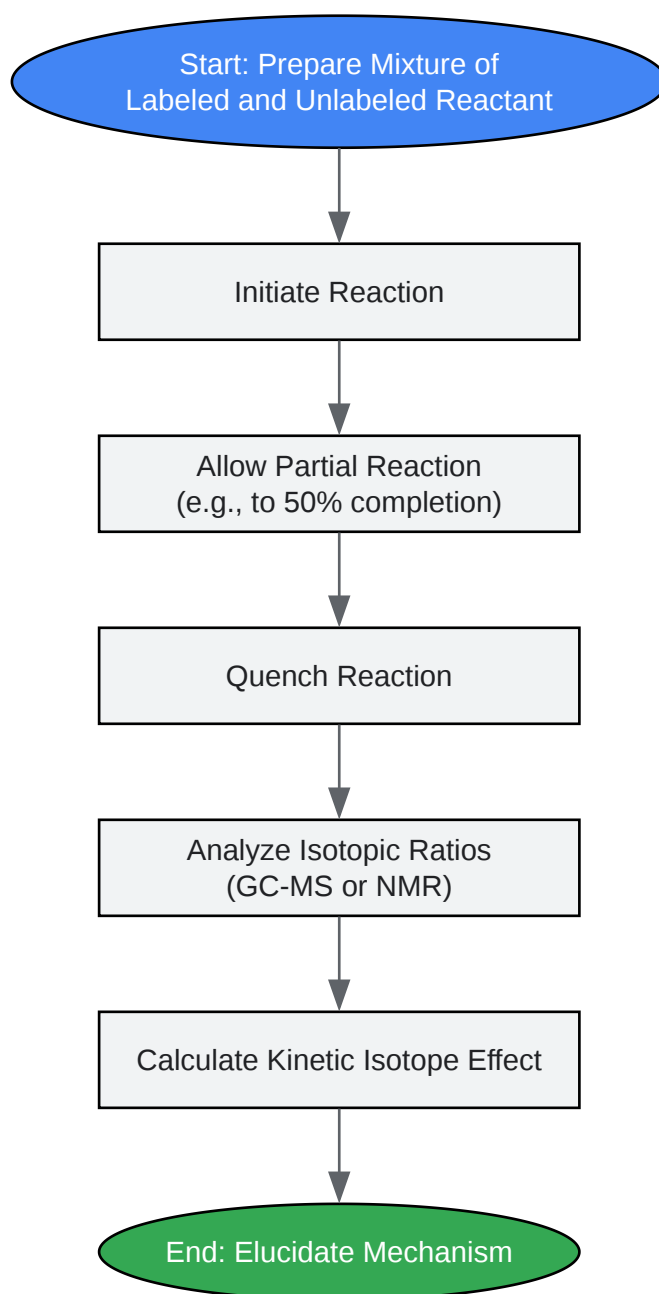 Start: Prepare Mixture of
Labeled and Unlabeled Reactant
Initiate Reaction
Allow Partial Reaction
(e.g., to 50% completion)
Quench Reaction
Analyze Isotopic Ratios
(GC-MS or NMR)
Calculate Kinetic Isotope Effect
End: Elucidate Mechanism